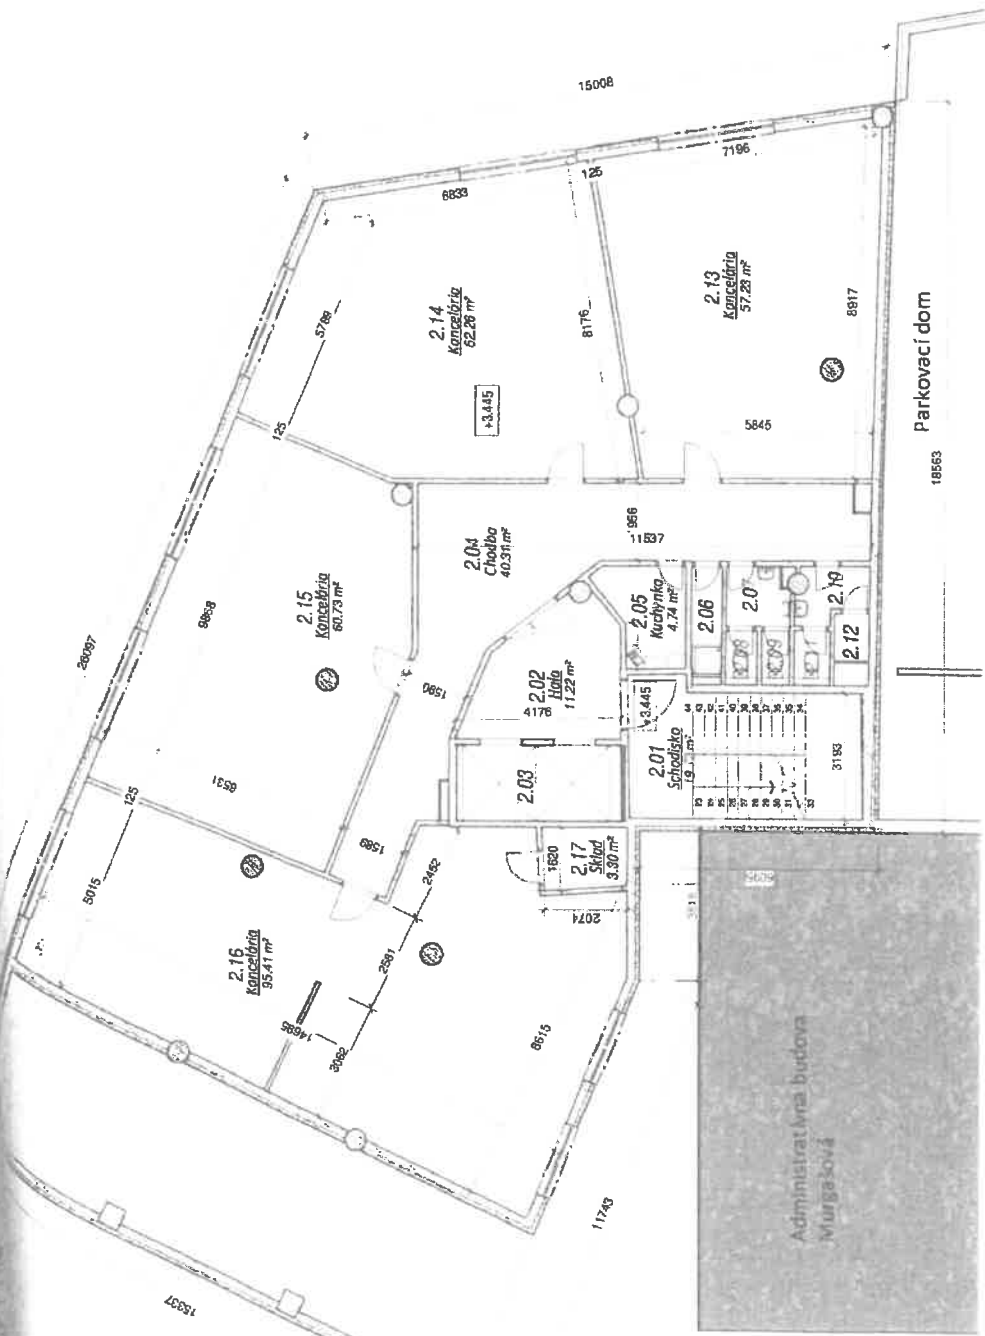 15008
7196
125
6833
2.13
Kancelária
57.28 m²
8917
2.14
Kancelária
62.26 m²
8176
5789
+3.445
5845
125
Parkovací dom
18563
956
11537
2.04
Chodba
40.31 m²
2.15
Kancelária
60.73 m²
9868
26097
2.05
Kuchynka
4.74 m²
2.06
2.07
2.10
2.12
2.02
Hala
11.22 m²
4176
1580
+3.445
2.01
Schodisko
3193
2.03
8531
125
1589
5015
2.17
Sklad
3.30 m²
1620
2074
2452
2.16
Kancelária
95.41 m²
2581
14695
3062
8615
Administratívna budova
Murgašová
11743
15337